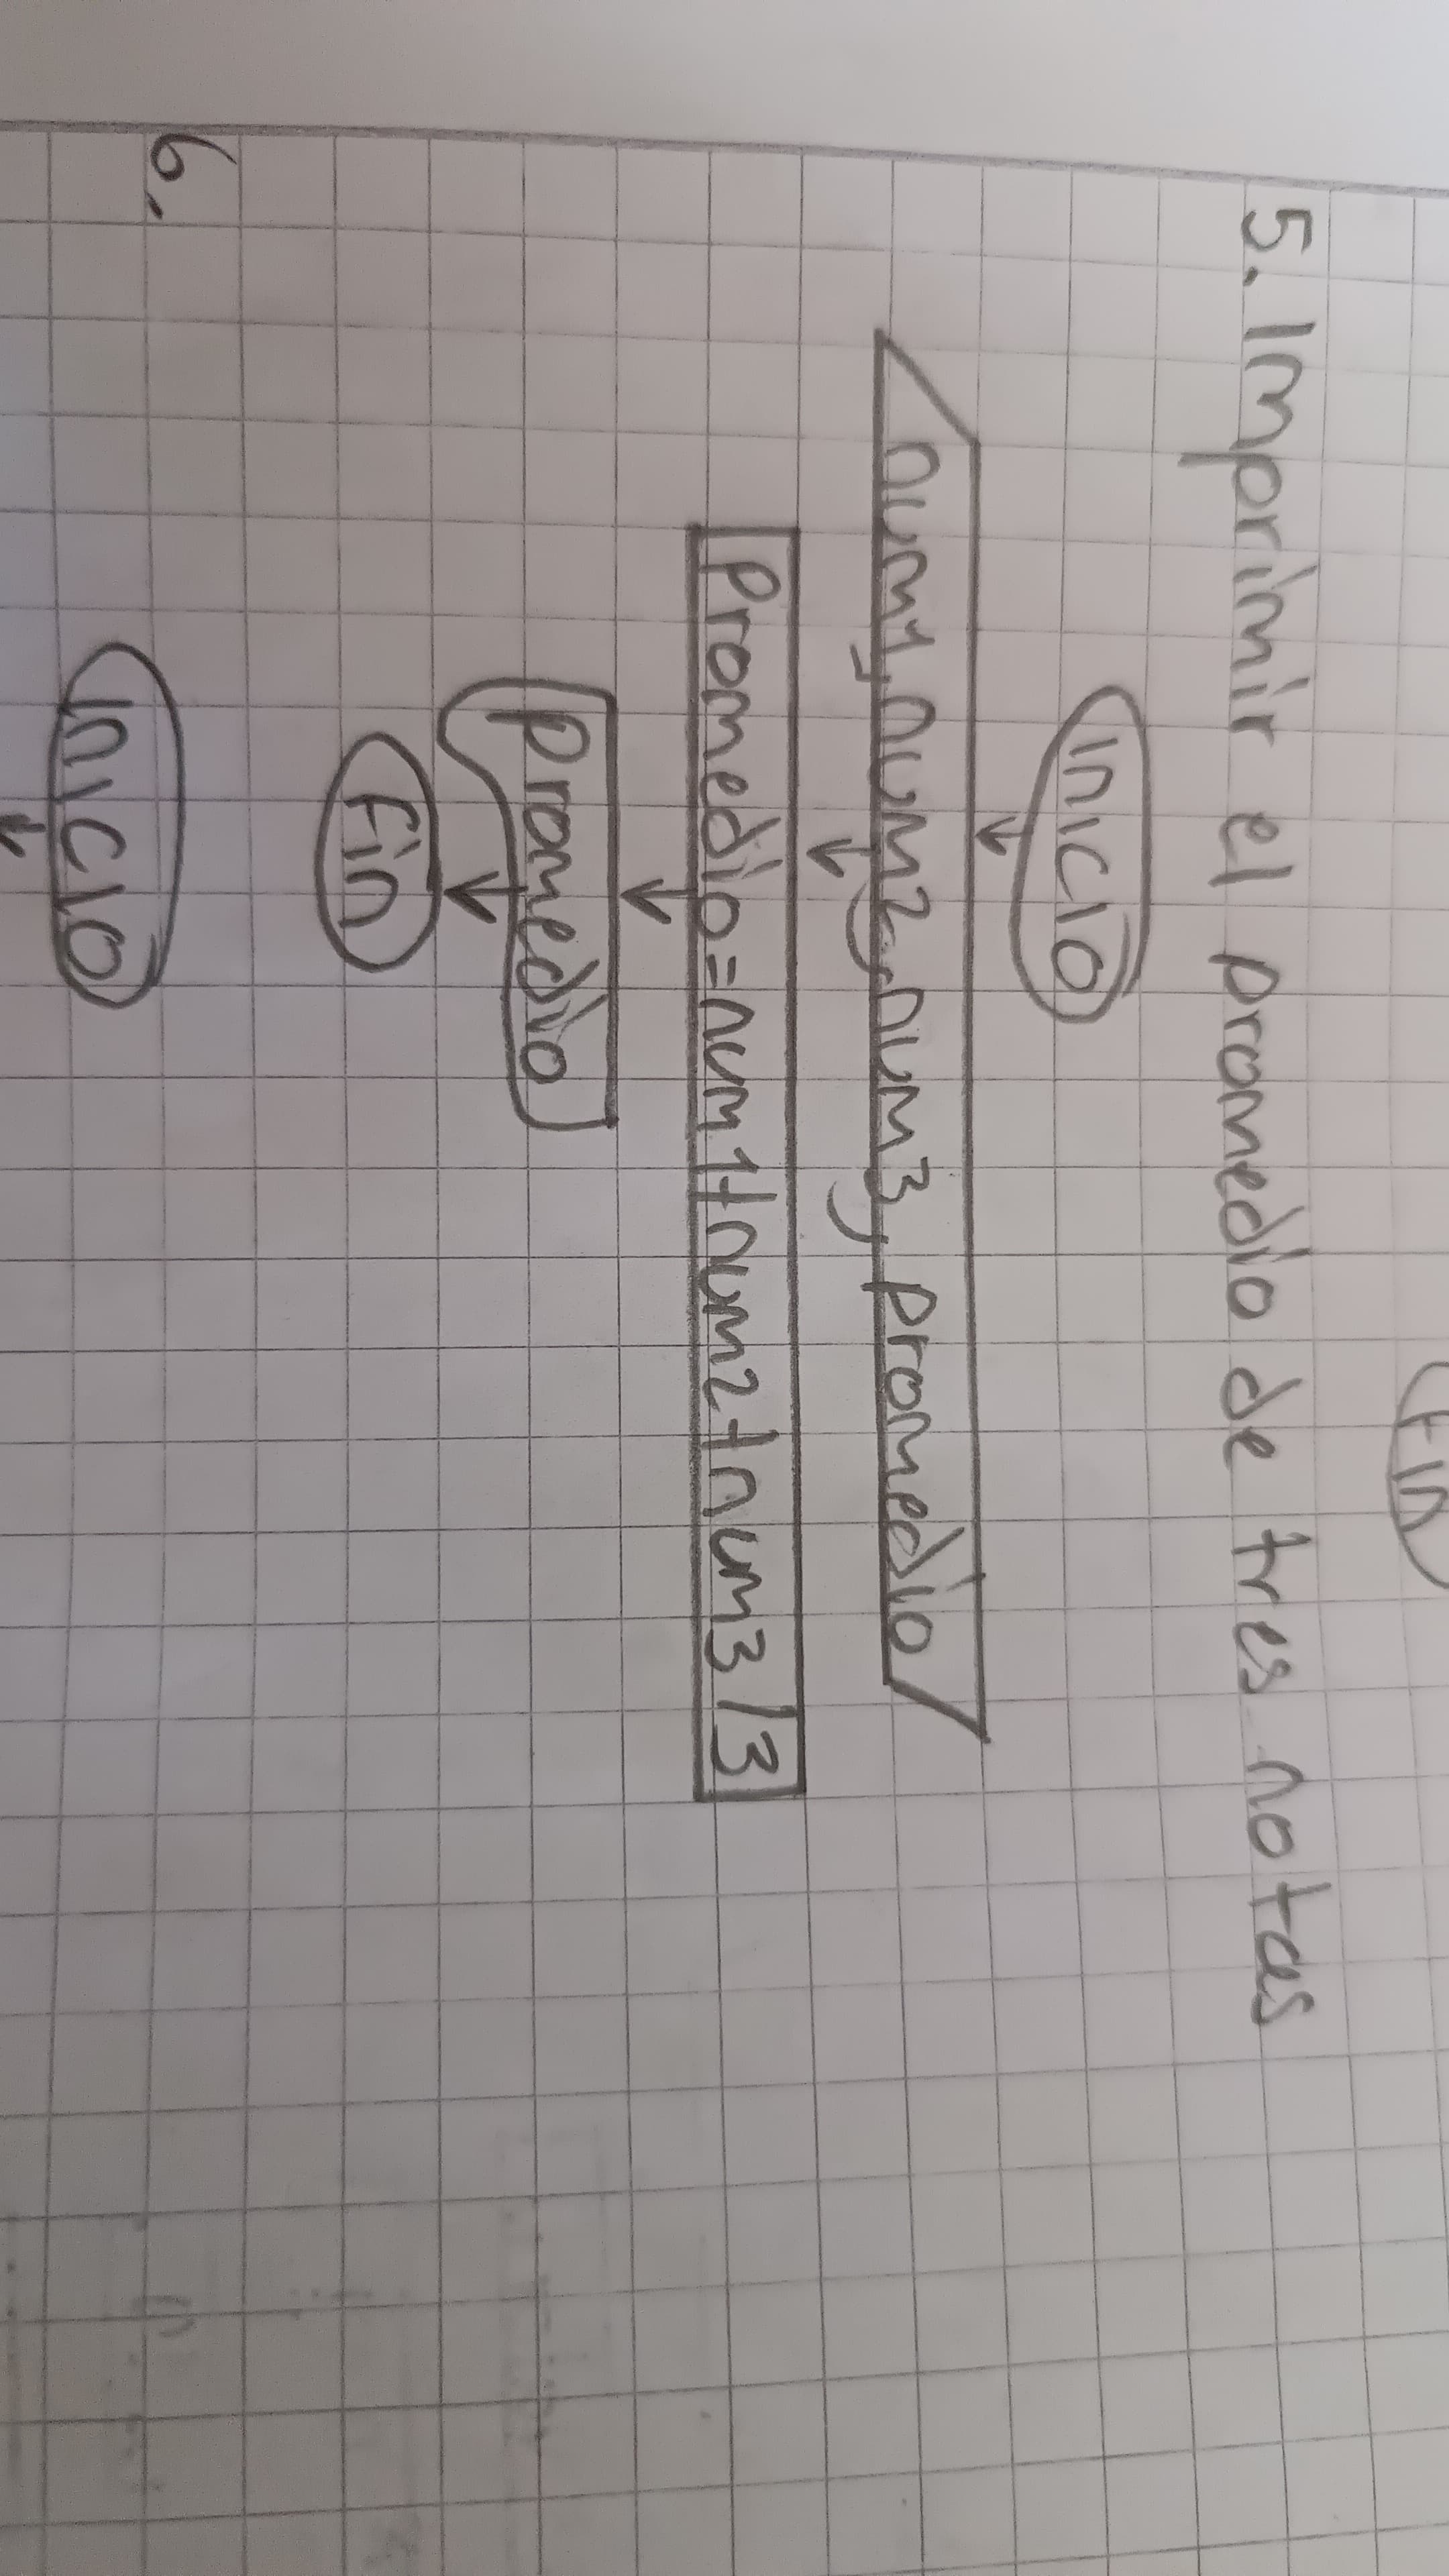 Fin
5. Imprimir el promedio de tres notas
Inicio
num1, num2, num3, promedio
Promedio=num1+num2+num3/3
Promedio
Fin
6.
Inicio